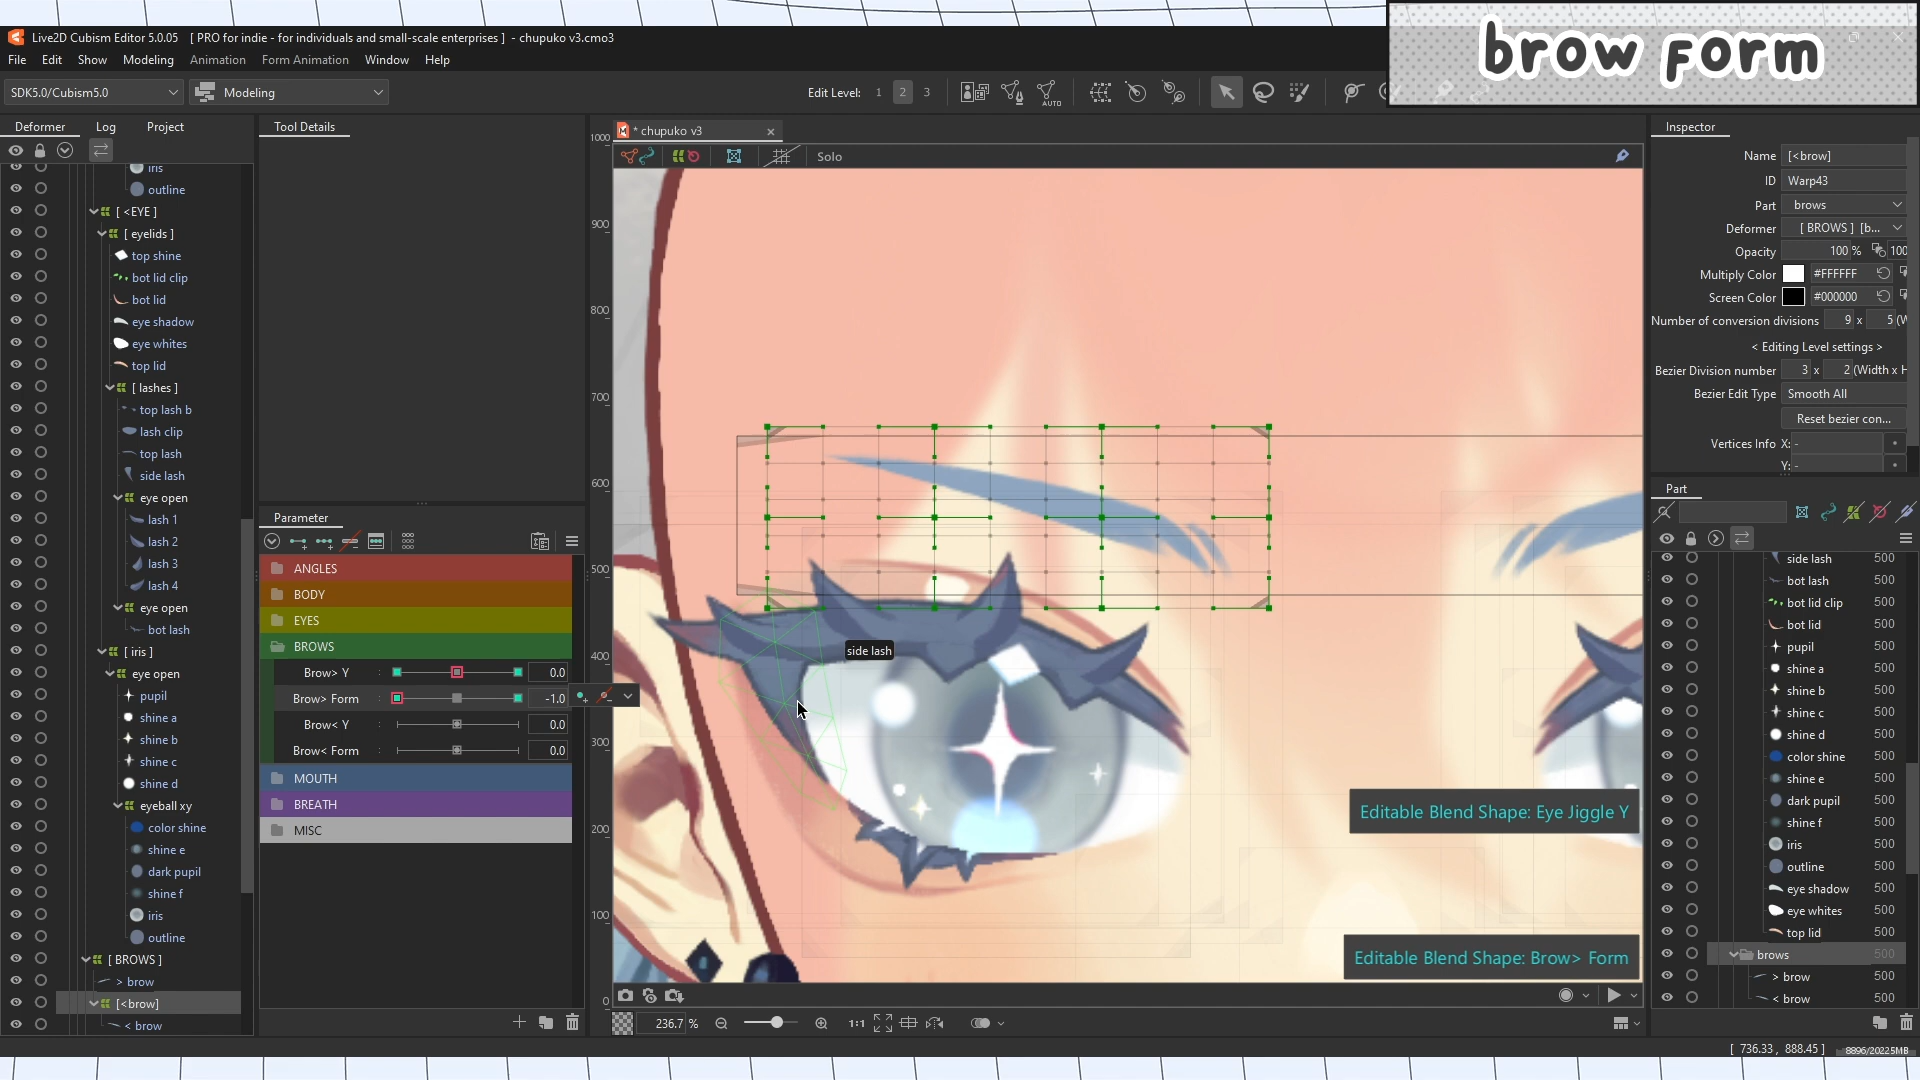 brow form
Live2D Cubism Editor 5.0.05 [ PRO for indie - for individuals and small-scale enterprises ] - chupuko v3.cmo3
File Edit Show Modeling Animation Form Animation Window Help
SDK5.0/Cubism5.0 Modeling Edit Level: 1 2 3 AUTO
Deformer Log Project
iris
outline
[ <EYE ]
[ eyelids ]
top shine
bot lid clip
bot lid
eye shadow
eye whites
top lid
[ lashes ]
top lash b
lash clip
top lash
side lash
eye open
lash 1
lash 2
lash 3
lash 4
eye open
bot lash
[ iris ]
eye open
pupil
shine a
shine b
shine c
shine d
eyeball xy
color shine
shine e
dark pupil
shine f
iris
outline
[ BROWS ]
> brow
[<brow]
< brow
Tool Details
Parameter
ANGLES
BODY
EYES
BROWS
Brow> Y : 0.0
Brow> Form : -1.0
Brow< Y : 0.0
Brow< Form : 0.0
MOUTH
BREATH
MISC
* chupuko v3
Solo
1000
900
800
700
600
500
400
300
200
100
0
side lash
Editable Blend Shape: Eye Jiggle Y
Editable Blend Shape: Brow> Form
236.7 % 1:1
Inspector
Name [<brow]
ID Warp43
Part brows
Deformer [ BROWS ] [b...
Opacity 100 % 100
Multiply Color #FFFFFF
Screen Color #000000
Number of conversion divisions 9 x 5 (W
< Editing Level settings >
Bezier Division number 3 x 2 (Width x H
Bezier Edit Type Smooth All
Reset bezier con...
Vertices Info X: -
Y: -
Part
side lash 500
bot lash 500
bot lid clip 500
bot lid 500
pupil 500
shine a 500
shine b 500
shine c 500
shine d 500
color shine 500
shine e 500
dark pupil 500
shine f 500
iris 500
outline 500
eye shadow 500
eye whites 500
top lid 500
brows 500
> brow 500
< brow 500
[ 736.33 , 888.45 ] 8896/20225MB